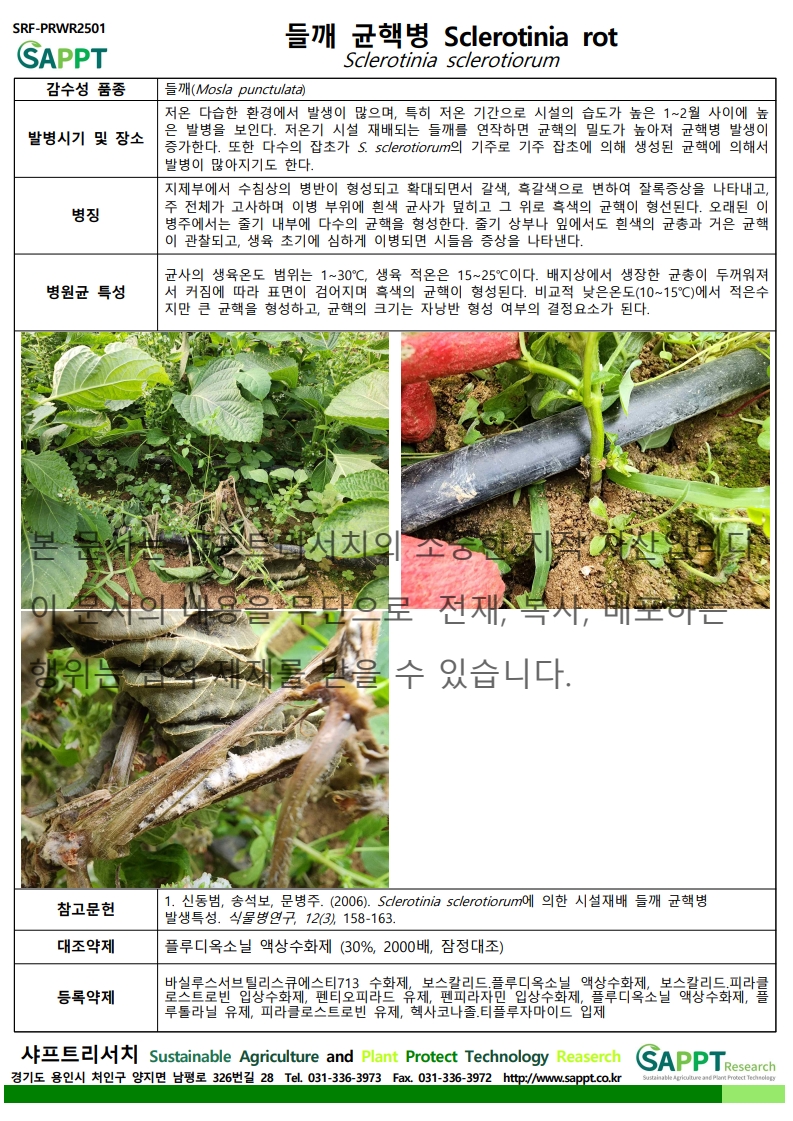 SRF-PRWR2501
SAPPT
들깨 균핵병 Sclerotinia rot
Sclerotinia sclerotiorum
감수성 품종
들깨(Mosla punctulata)
발병시기 및 장소
저온 다습한 환경에서 발생이 많으며, 특히 저온 기간으로 시설의 습도가 높은 1~2월 사이에 높
은 발병을 보인다. 저온기 시설 재배되는 들깨를 연작하면 균핵의 밀도가 높아져 균핵병 발생이
증가한다. 또한 다수의 잡초가 S. sclerotiorum의 기주로 기주 잡초에 의해 생성된 균핵에 의해서
발병이 많아지기도 한다.
병징
지제부에서 수침상의 병반이 형성되고 확대되면서 갈색, 흑갈색으로 변하여 잘록증상을 나타내고,
주 전체가 고사하며 이병 부위에 흰색 균사가 덮히고 그 위로 흑색의 균핵이 형선된다. 오래된 이
병주에서는 줄기 내부에 다수의 균핵을 형성한다. 줄기 상부나 잎에서도 흰색의 균총과 거은 균핵
이 관찰되고, 생육 초기에 심하게 이병되면 시들음 증상을 나타낸다.
병원균 특성
균사의 생육온도 범위는 1~30℃, 생육 적온은 15~25℃이다. 배지상에서 생장한 균총이 두꺼워져
서 커짐에 따라 표면이 검어지며 흑색의 균핵이 형성된다. 비교적 낮은온도(10~15℃)에서 적은수
지만 큰 균핵을 형성하고, 균핵의 크기는 자낭반 형성 여부의 결정요소가 된다.
본 문서는 샤프트리서치의 소중한 지적 자산입니다
이 문서의 내용을 무단으로 전재, 복사, 배포하는
행위는 법적 제재를 받을 수 있습니다.
참고문헌
1. 신동범, 송석보, 문병주. (2006). Sclerotinia sclerotiorum에 의한 시설재배 들깨 균핵병
발생특성. 식물병연구, 12(3), 158-163.
대조약제
플루디옥소닐 액상수화제 (30%, 2000배, 잠정대조)
등록약제
바실루스서브틸리스큐에스티713 수화제, 보스칼리드.플루디옥소닐 액상수화제, 보스칼리드.피라클
로스트로빈 입상수화제, 펜티오피라드 유제, 펜피라자민 입상수화제, 플루디옥소닐 액상수화제, 플
루톨라닐 유제, 피라클로스트로빈 유제, 헥사코나졸.티플루자마이드 입제
샤프트리서치 Sustainable Agriculture and Plant Protect Technology Reaserch
경기도 용인시 처인구 양지면 남평로 326번길 28 Tel. 031-336-3973 Fax. 031-336-3972 http://www.sappt.co.kr
SAPPT Research
Sustainable Agriculture and Plant Protect Technology